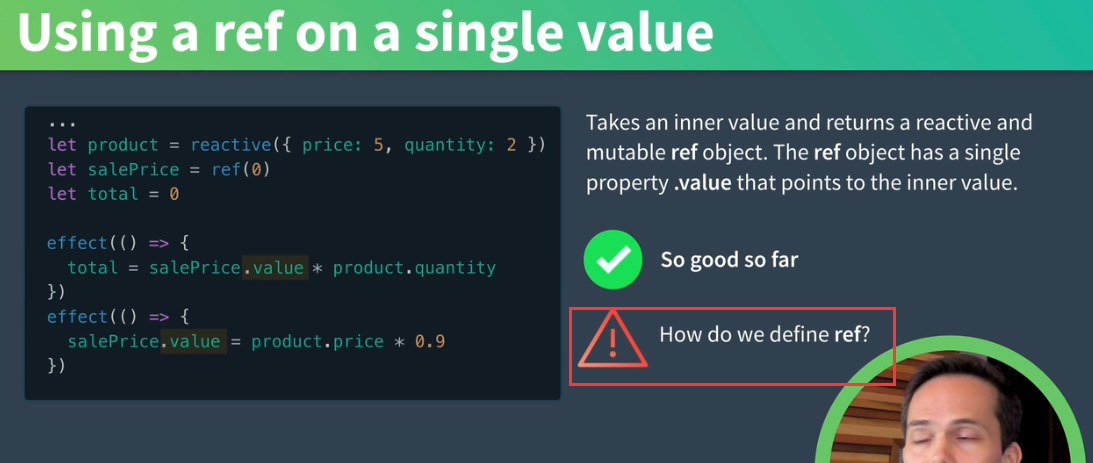 Using a ref on a single value
...
let product = reactive({ price: 5, quantity: 2 })
let salePrice = ref(0)
let total = 0
effect(() => {
  total = salePrice.value * product.quantity
})
effect(() => {
  salePrice.value = product.price * 0.9
})
Takes an inner value and returns a reactive and
mutable ref object. The ref object has a single
property .value that points to the inner value.
So good so far
How do we define ref?